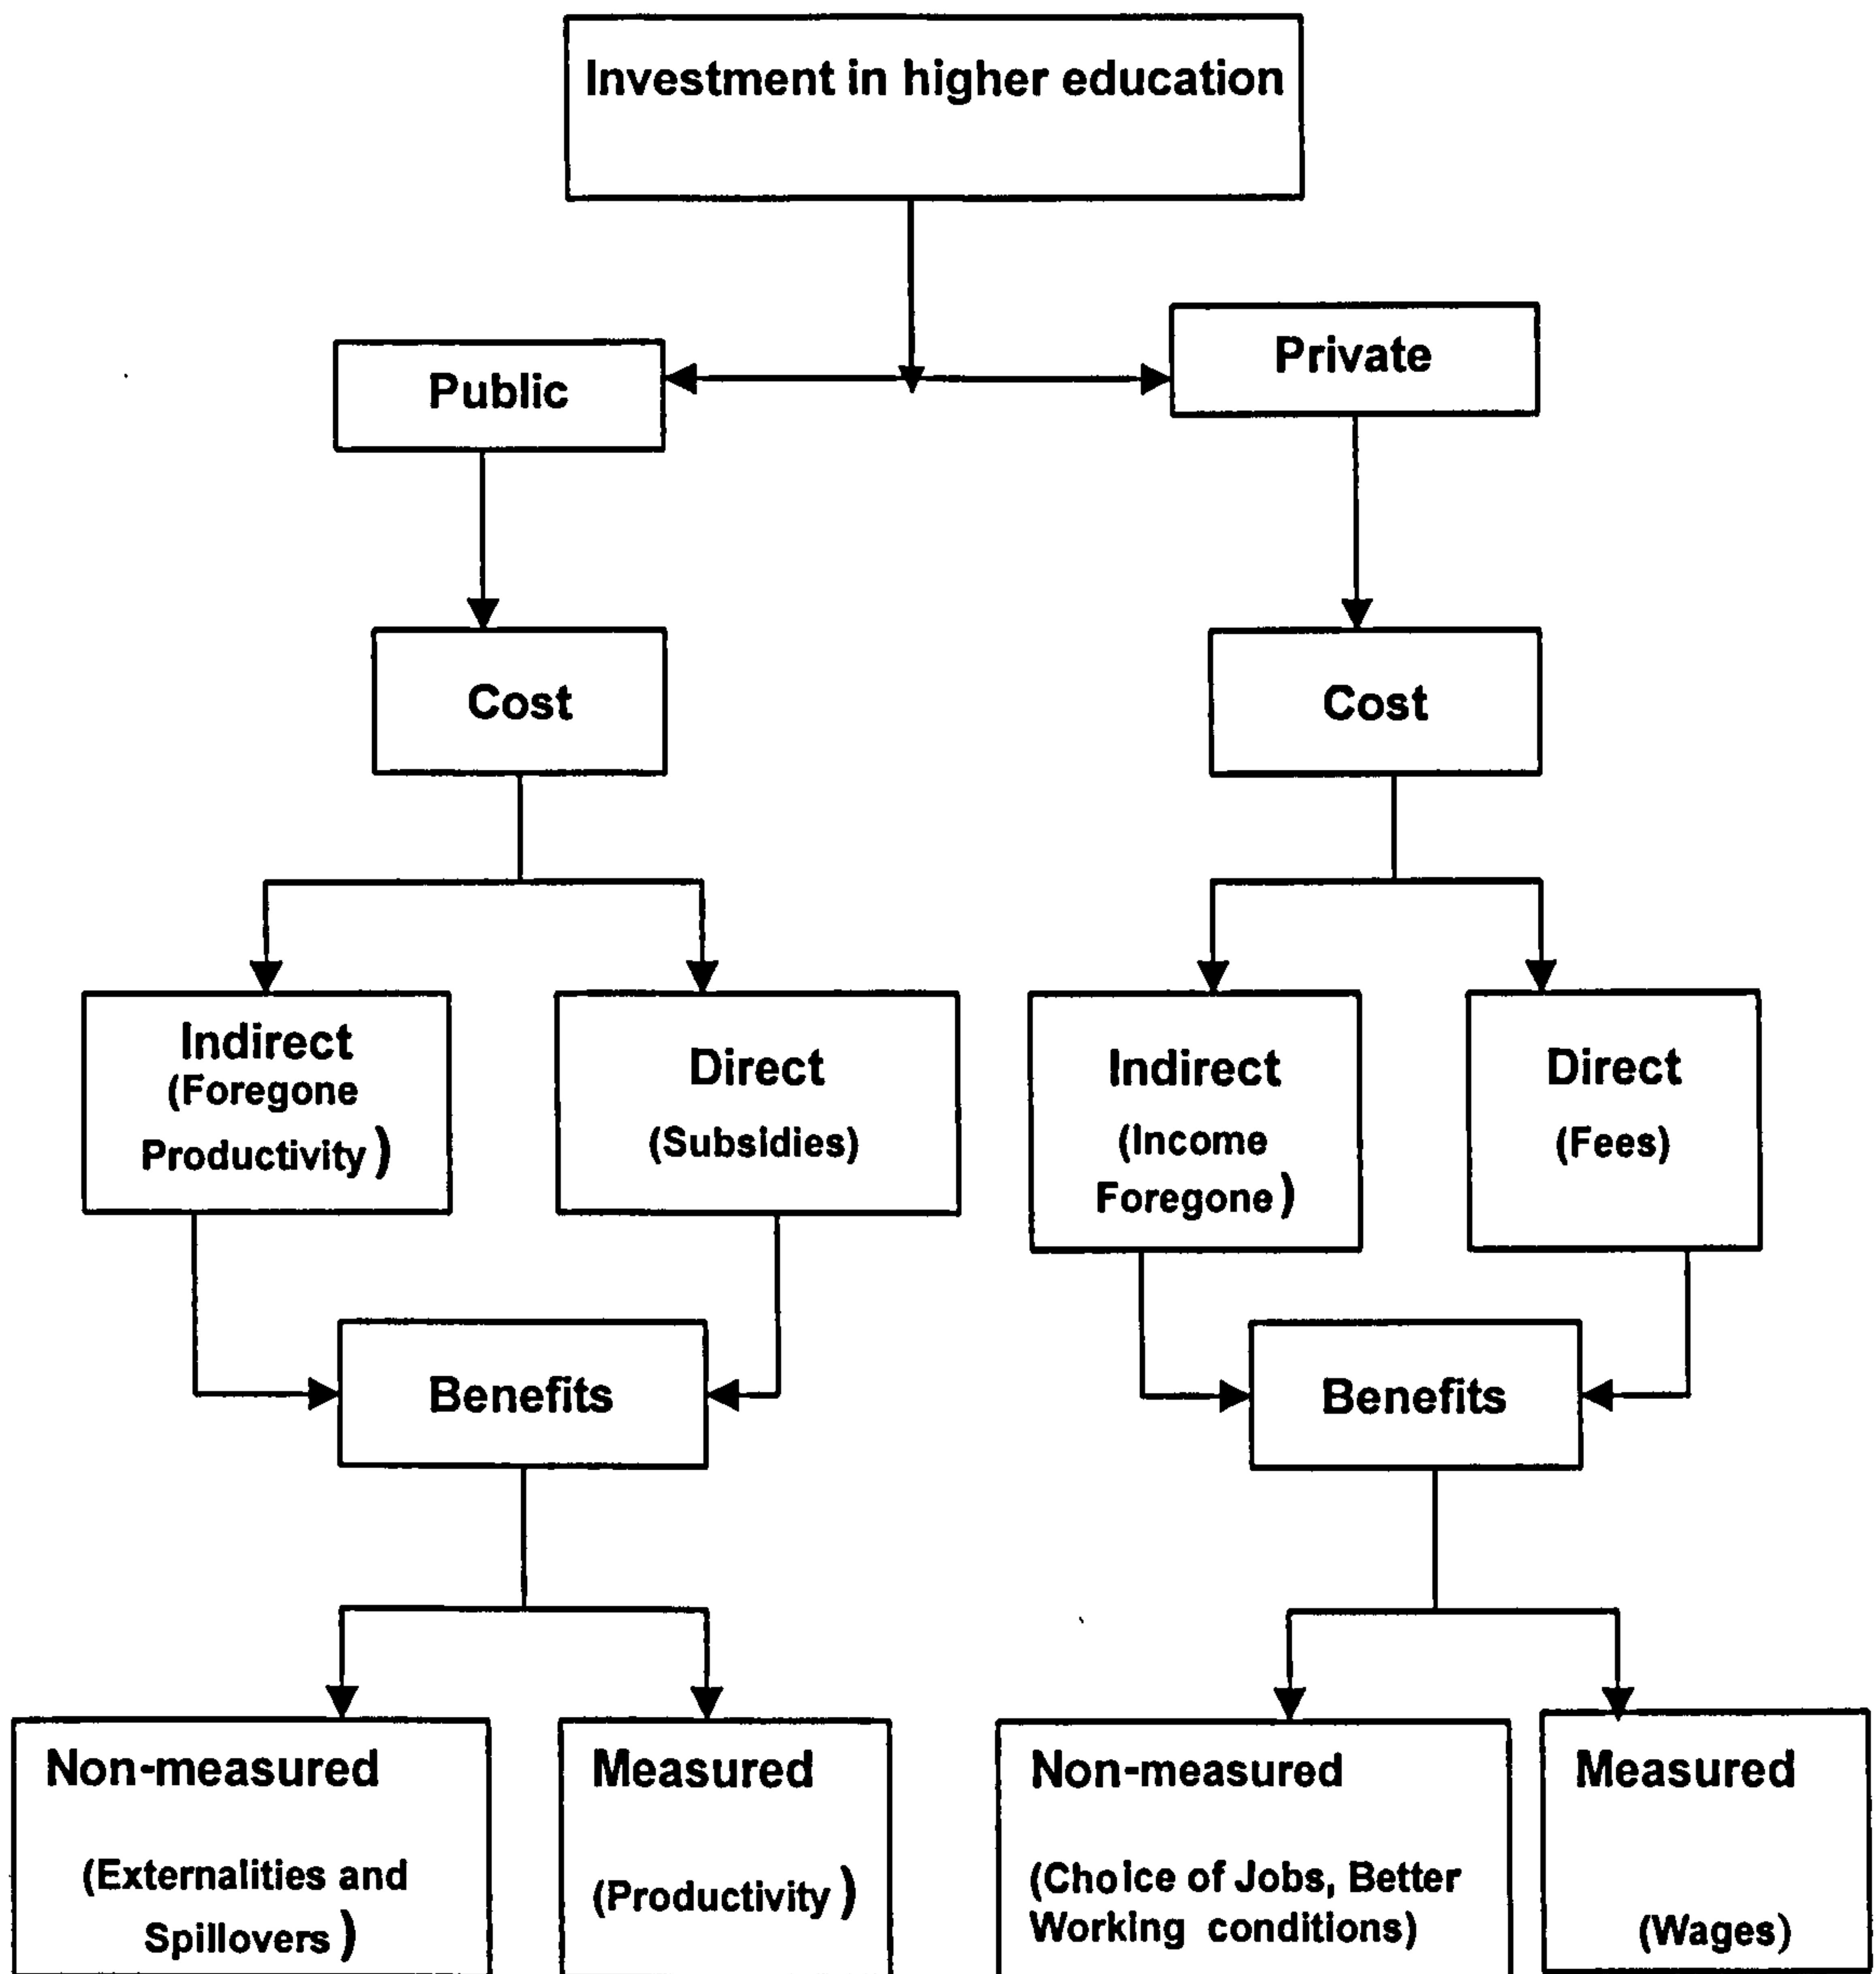 Investment in higher education
Public
Private
Cost
Cost
Indirect
(Foregone
Productivity)
Direct
(Subsidies)
Indirect
(Income
Foregone)
Direct
(Fees)
Benefits
Benefits
Non-measured
(Externalities and
Spillovers)
Measured
(Productivity)
Non-measured
(Choice of Jobs, Better
Working conditions)
Measured
(Wages)